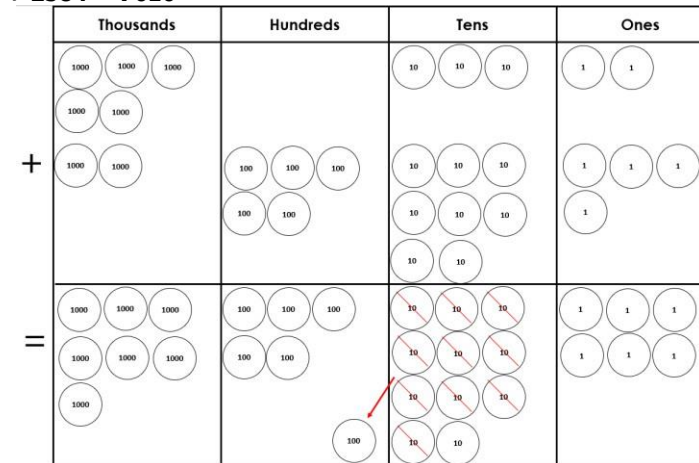 Thousands Hundreds Tens Ones
1000 1000 1000 10 10 10 1 1
1000 1000
+ 1000 1000 100 100 100 10 10 10 1 1 1
100 100 10 10 10 1
10 10
1000 1000 1000 100 100 100 10 10 10 1 1 1
= 1000 1000 1000 100 100 10 10 10 1 1 1
1000 10 10 10
100 10 10